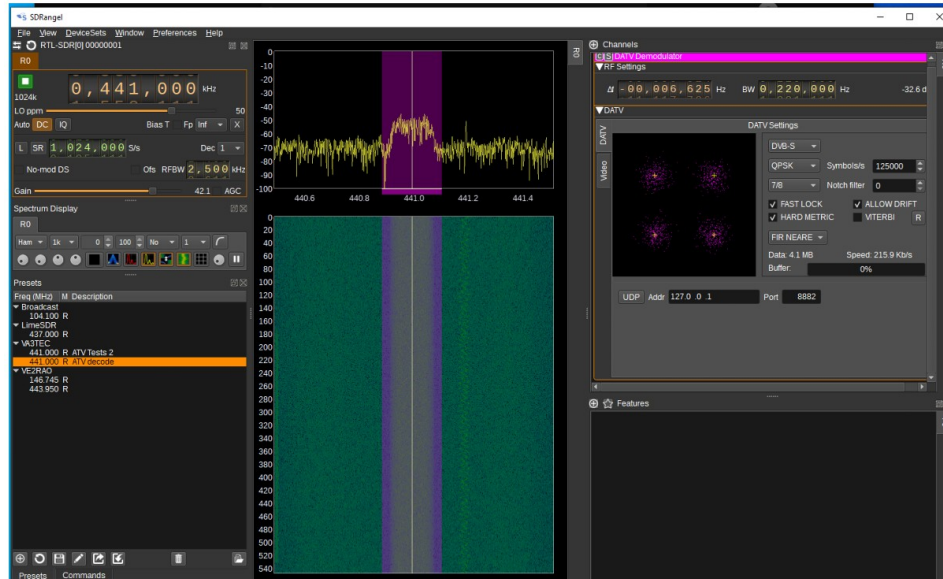 SDRangel
File View DeviceSets Window Preferences Help
RTL-SDR[0] 00000001
R0
0,441,000 kHz
1024k
LO ppm 50
Auto DC IQ Bias T Fp Inf X
L SR 1,024,000 S/s Dec 1
No-mod DS Ofs RFBW 2,500 kHz
Gain 42.1 AGC
Spectrum Display
R0
Ham 1k 0 100 No 1
Presets
Freq (MHz) M Description
Broadcast
104.100 R
LimeSDR
437.000 R
VA3TEC
441.000 R ATV Tests 2
441.000 R ATV decode
VE2RAO
146.745 R
443.950 R
Presets Commands
R0
0
-10
-20
-30
-40
-50
-60
-70
-80
-90
-100
440.6 440.8 441.0 441.2 441.4
0
20
40
60
80
100
120
140
160
180
200
220
240
260
280
300
320
340
360
380
400
420
440
460
480
500
520
540
Channels
C S DATV Demodulator
RF Settings
Δf -00,006,625 Hz BW 0,220,000 Hz -32.6 d
DATV
DATV
Video
DATV Settings
DVB-S
QPSK Symbols/s 125000
7/8 Notch filter 0
FAST LOCK ALLOW DRIFT
HARD METRIC VITERBI R
FIR NEARE
Data: 4.1 MB Speed: 215.9 Kb/s
Buffer: 0%
UDP Addr 127.0 .0 .1 Port 8882
Features